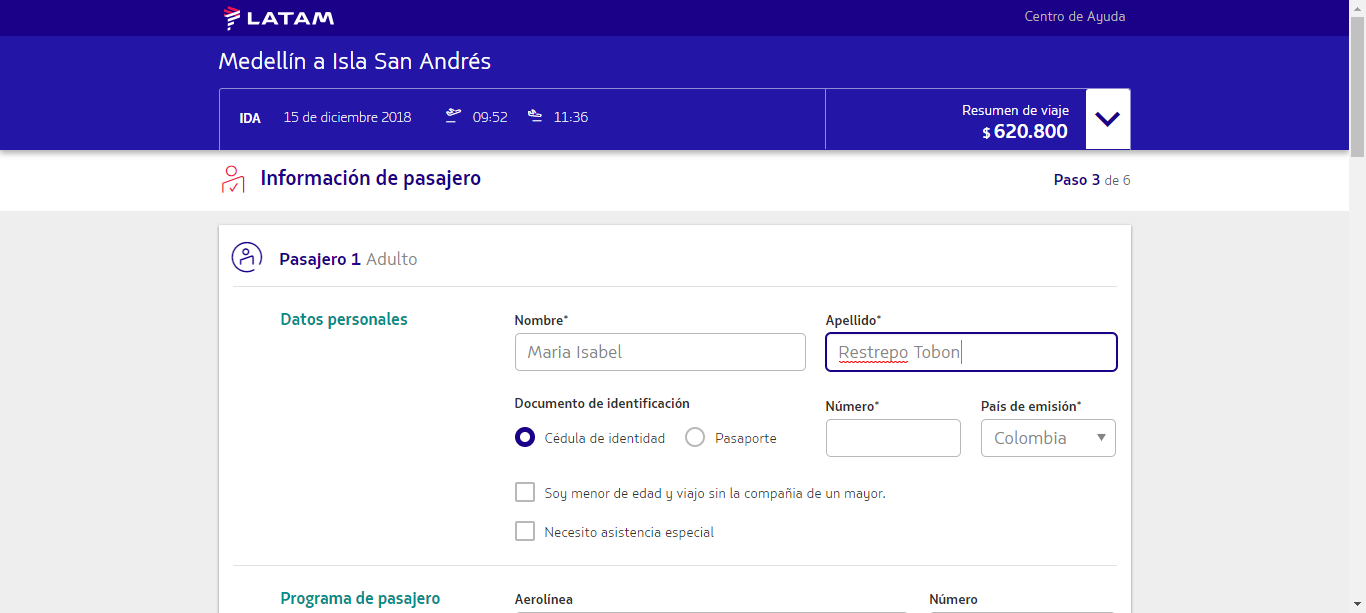 LATAM
Centro de Ayuda
Medellín a Isla San Andrés
IDA 15 de diciembre 2018 09:52 11:36
Resumen de viaje
$ 620.800
Información de pasajero
Paso 3 de 6
Pasajero 1 Adulto
Datos personales
Nombre* Apellido*
Maria Isabel Restrepo Tobon
Documento de identificación Número* País de emisión*
Cédula de identidad Pasaporte Colombia
Soy menor de edad y viajo sin la compañia de un mayor.
Necesito asistencia especial
Programa de pasajero
Aerolínea Número